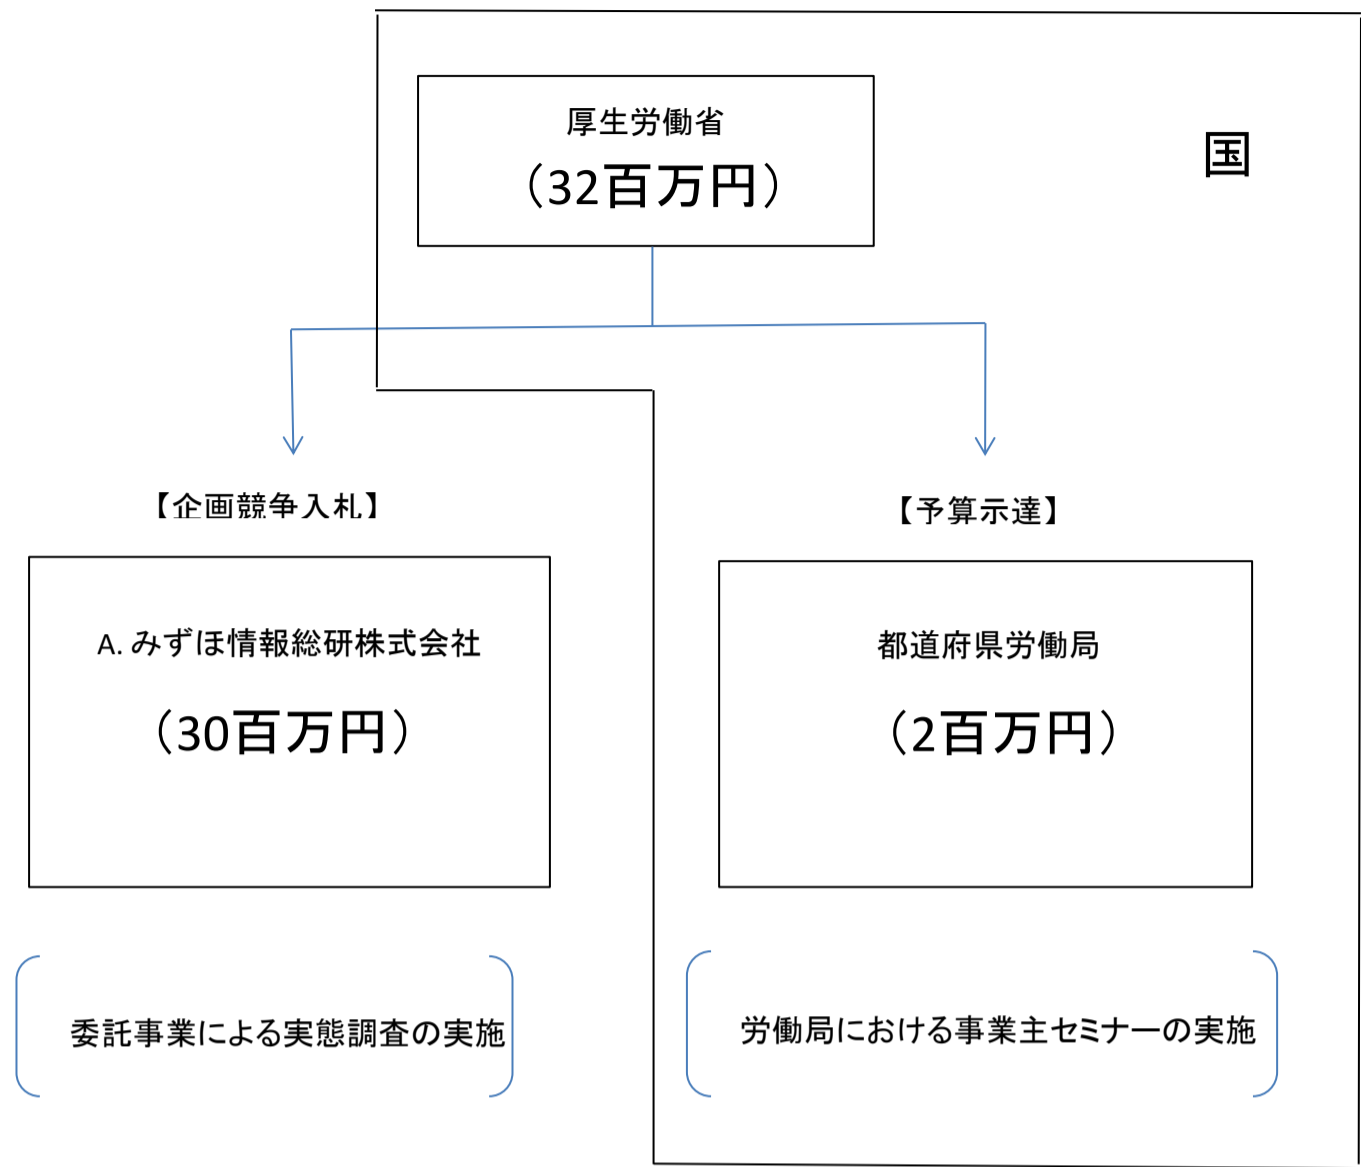 厚生労働省
（32百万円）
国
【企画競争入札】
A. みずほ情報総研株式会社
（30百万円）
委託事業による実態調査の実施
【予算示達】
都道府県労働局
（2百万円）
労働局における事業主セミナーの実施